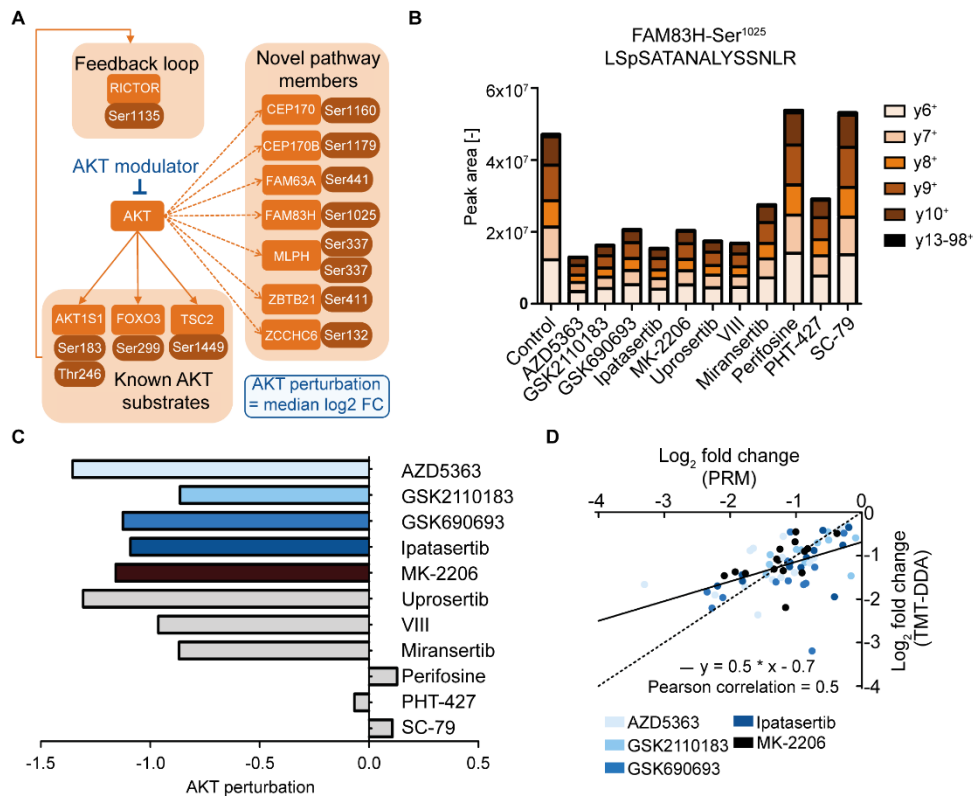 A
Feedback loop
RICTOR
Ser1135
AKT modulator
AKT
AKT1S1
FOXO3
TSC2
Ser183
Ser299
Ser1449
Thr246
Known AKT
substrates
Novel pathway
members
CEP170
Ser1160
CEP170B
Ser1179
FAM63A
Ser441
FAM83H
Ser1025
MLPH
Ser337
Ser337
ZBTB21
Ser411
ZCCHC6
Ser132
AKT perturbation
= median log2 FC
B
FAM83H-Ser¹⁰²⁵
LSpSATANALYSSNLR
Peak area [-]
6x10⁷
4x10⁷
2x10⁷
0
Control
AZD5363
GSK2110183
GSK690693
Ipatasertib
MK-2206
Uprosertib
VIII
Miransertib
Perifosine
PHT-427
SC-79
y6⁺
y7⁺
y8⁺
y9⁺
y10⁺
y13-98⁺
C
AZD5363
GSK2110183
GSK690693
Ipatasertib
MK-2206
Uprosertib
VIII
Miransertib
Perifosine
PHT-427
SC-79
-1.5
-1.0
-0.5
0.0
0.5
AKT perturbation
D
Log₂ fold change
(PRM)
-4 -3 -2 -1 0
0
-1
-2
-3
-4
Log₂ fold change
(TMT-DDA)
— y = 0.5 * x - 0.7
Pearson correlation = 0.5
AZD5363
GSK2110183
GSK690693
Ipatasertib
MK-2206